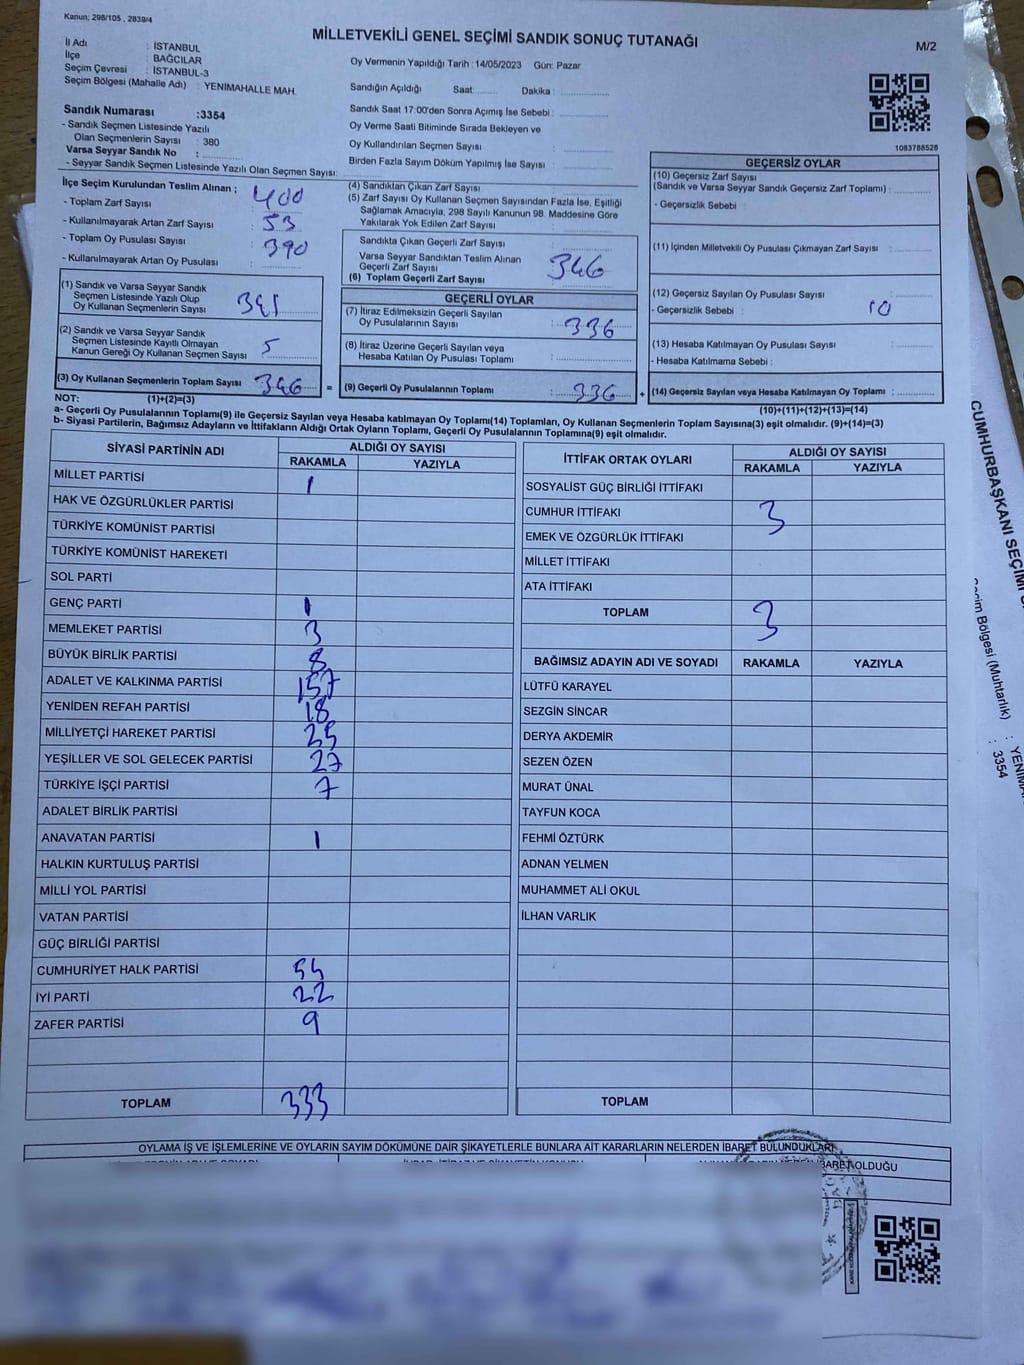 Kanun; 298/105 , 2839/4
MİLLETVEKİLİ GENEL SEÇİMİ SANDIK SONUÇ TUTANAĞI
M/2
İl Adı : İSTANBUL
İlçe : BAĞCILAR
Seçim Çevresi : İSTANBUL-3
Seçim Bölgesi (Mahalle Adı) : YENİMAHALLE MAH.
Oy Vermenin Yapıldığı Tarih :14/05/2023 Gün: Pazar
Sandığın Açıldığı Saat: Dakika :
Sandık Saat 17:00'den Sonra Açımış İse Sebebi :
Oy Verme Saati Bitiminde Sırada Bekleyen ve
Oy Kullandırılan Seçmen Sayısı :
Birden Fazla Sayım Döküm Yapılmış İse Sayısı :
1083788528
Sandık Numarası :3354
- Sandık Seçmen Listesinde Yazılı
Olan Seçmenlerin Sayısı : 380
Varsa Seyyar Sandık No :
- Seyyar Sandık Seçmen Listesinde Yazılı Olan Seçmen Sayısı:
İlçe Seçim Kurulundan Teslim Alınan ;
- Toplam Zarf Sayısı : 400
- Kullanılmayarak Artan Zarf Sayısı : 53
- Toplam Oy Pusulası Sayısı : 390
- Kullanılmayarak Artan Oy Pusulası :
(1) Sandık ve Varsa Seyyar Sandık
Seçmen Listesinde Yazılı Olup
Oy Kullanan Seçmenlerin Sayısı : 341
(2) Sandık ve Varsa Seyyar Sandık
Seçmen Listesinde Kayıtlı Olmayan
Kanun Gereği Oy Kullanan Seçmen Sayısı : 5
(3) Oy Kullanan Seçmenlerin Toplam Sayısı : 346
=
(4) Sandıktan Çıkan Zarf Sayısı :
(5) Zarf Sayısı Oy Kullanan Seçmen Sayısından Fazla İse, Eşitliği
Sağlamak Amacıyla, 298 Sayılı Kanunun 98. Maddesine Göre
Yakılarak Yok Edilen Zarf Sayısı :
Sandıkta Çıkan Geçerli Zarf Sayısı :
Varsa Seyyar Sandıktan Teslim Alınan
Geçerli Zarf Sayısı :
(6) Toplam Geçerli Zarf Sayısı : 346
GEÇERLİ OYLAR
(7) İtiraz Edilmeksizin Geçerli Sayılan
Oy Pusulalarının Sayısı : 336
(8) İtiraz Üzerine Geçerli Sayılan veya
Hesaba Katılan Oy Pusulası Toplamı :
(9) Geçerli Oy Pusulalarının Toplamı : 336
+
GEÇERSİZ OYLAR
(10) Geçersiz Zarf Sayısı
(Sandık ve Varsa Seyyar Sandık Geçersiz Zarf Toplamı) :
- Geçersizlik Sebebi :
(11) İçinden Milletvekili Oy Pusulası Çıkmayan Zarf Sayısı :
(12) Geçersiz Sayılan Oy Pusulası Sayısı :
- Geçersizlik Sebebi : 10
(13) Hesaba Katılmayan Oy Pusulası Sayısı :
- Hesaba Katılmama Sebebi :
(14) Geçersiz Sayılan veya Hesaba Katılmayan Oy Toplamı :
NOT: (1)+(2)=(3)
(10)+(11)+(12)+(13)=(14)
a- Geçerli Oy Pusulalarının Toplamı(9) ile Geçersiz Sayılan veya Hesaba katılmayan Oy Toplamı(14) Toplamları, Oy Kullanan Seçmenlerin Toplam Sayısına(3) eşit olmalıdır. (9)+(14)=(3)
b- Siyasi Partilerin, Bağımsız Adayların ve İttifakların Aldığı Ortak Oyların Toplamı, Geçerli Oy Pusulalarının Toplamına(9) eşit olmalıdır.
SİYASİ PARTİNİN ADI
ALDIĞI OY SAYISI
RAKAMLA YAZIYLA
MİLLET PARTİSİ 1
HAK VE ÖZGÜRLÜKLER PARTİSİ
TÜRKİYE KOMÜNİST PARTİSİ
TÜRKİYE KOMÜNİST HAREKETİ
SOL PARTİ
GENÇ PARTİ 1
MEMLEKET PARTİSİ 3
BÜYÜK BİRLİK PARTİSİ 8
ADALET VE KALKINMA PARTİSİ 157
YENİDEN REFAH PARTİSİ 18
MİLLİYETÇİ HAREKET PARTİSİ 25
YEŞİLLER VE SOL GELECEK PARTİSİ 27
TÜRKİYE İŞÇİ PARTİSİ 7
ADALET BİRLİK PARTİSİ
ANAVATAN PARTİSİ 1
HALKIN KURTULUŞ PARTİSİ
MİLLİ YOL PARTİSİ
VATAN PARTİSİ
GÜÇ BİRLİĞİ PARTİSİ
CUMHURİYET HALK PARTİSİ 54
İYİ PARTİ 22
ZAFER PARTİSİ 9
TOPLAM 333
İTTİFAK ORTAK OYLARI
ALDIĞI OY SAYISI
RAKAMLA YAZIYLA
SOSYALİST GÜÇ BİRLİĞİ İTTİFAKI
CUMHUR İTTİFAKI 3
EMEK VE ÖZGÜRLÜK İTTİFAKI
MİLLET İTTİFAKI
ATA İTTİFAKI
TOPLAM 3
BAĞIMSIZ ADAYIN ADI VE SOYADI RAKAMLA YAZIYLA
LÜTFÜ KARAYEL
SEZGİN SİNCAR
DERYA AKDEMİR
SEZEN ÖZEN
MURAT ÜNAL
TAYFUN KOCA
FEHMİ ÖZTÜRK
ADNAN YELMEN
MUHAMMET ALİ OKUL
İLHAN VARLIK
TOPLAM
OYLAMA İŞ VE İŞLEMLERİNE VE OYLARIN SAYIM DÖKÜMÜNE DAİR ŞİKAYETLERLE BUNLARA AİT KARARLARIN NELERDEN İBARET BULUNDUKLARI
OLDUĞU
CUMHURBAŞKANI SEÇİMİ
Seçim Bölgesi (Muhtarlık) :
: 3354